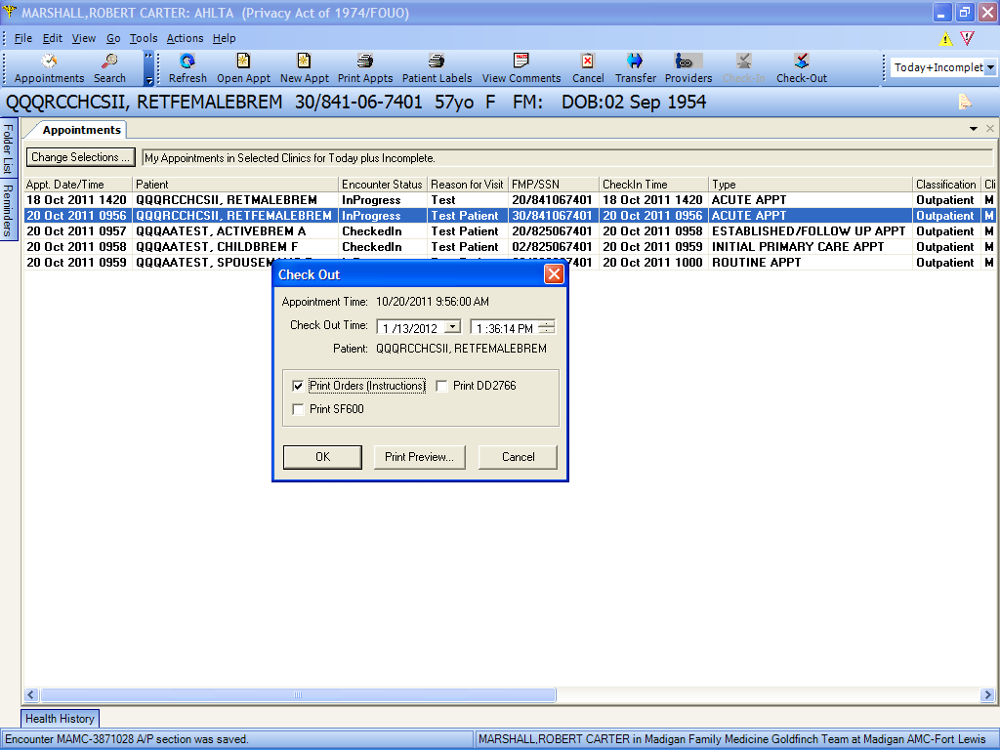 MARSHALL,ROBERT CARTER: AHLTA (Privacy Act of 1974/FOUO)
File Edit View Go Tools Actions Help
Appointments Search Refresh Open Appt New Appt Print Appts Patient Labels View Comments Cancel Transfer Providers Check-In Check-Out Today+Incomplet
QQQRCCHCSII, RETFEMALEBREM 30/841-06-7401 57yo F FM: DOB:02 Sep 1954
Folder List
Reminders
Appointments
Change Selections ... My Appointments in Selected Clinics for Today plus Incomplete.
Appt. Date/Time Patient Encounter Status Reason for Visit FMP/SSN CheckIn Time Type Classification Cli
18 Oct 2011 1420 QQQRCCHCSII, RETMALEBREM InProgress Test 20/841067401 18 Oct 2011 1420 ACUTE APPT Outpatient M
20 Oct 2011 0956 QQQRCCHCSII, RETFEMALEBREM InProgress Test Patient 30/841067401 20 Oct 2011 0956 ACUTE APPT Outpatient M
20 Oct 2011 0957 QQQAATEST, ACTIVEBREM A CheckedIn Test Patient 20/825067401 20 Oct 2011 0958 ESTABLISHED/FOLLOW UP APPT Outpatient M
20 Oct 2011 0958 QQQAATEST, CHILDBREM F CheckedIn Test Patient 02/825067401 20 Oct 2011 0959 INITIAL PRIMARY CARE APPT Outpatient M
20 Oct 2011 0959 QQQAATEST, 20 Oct 2011 1000 ROUTINE APPT Outpatient M
Check Out
Appointment Time: 10/20/2011 9:56:00 AM
Check Out Time: 1 /13/2012 1 :36:14 PM
Patient: QQQRCCHCSII, RETFEMALEBREM
Print Orders (Instructions) Print DD2766
Print SF600
OK Print Preview... Cancel
Health History
Encounter MAMC-3871028 A/P section was saved. MARSHALL,ROBERT CARTER in Madigan Family Medicine Goldfinch Team at Madigan AMC-Fort Lewis